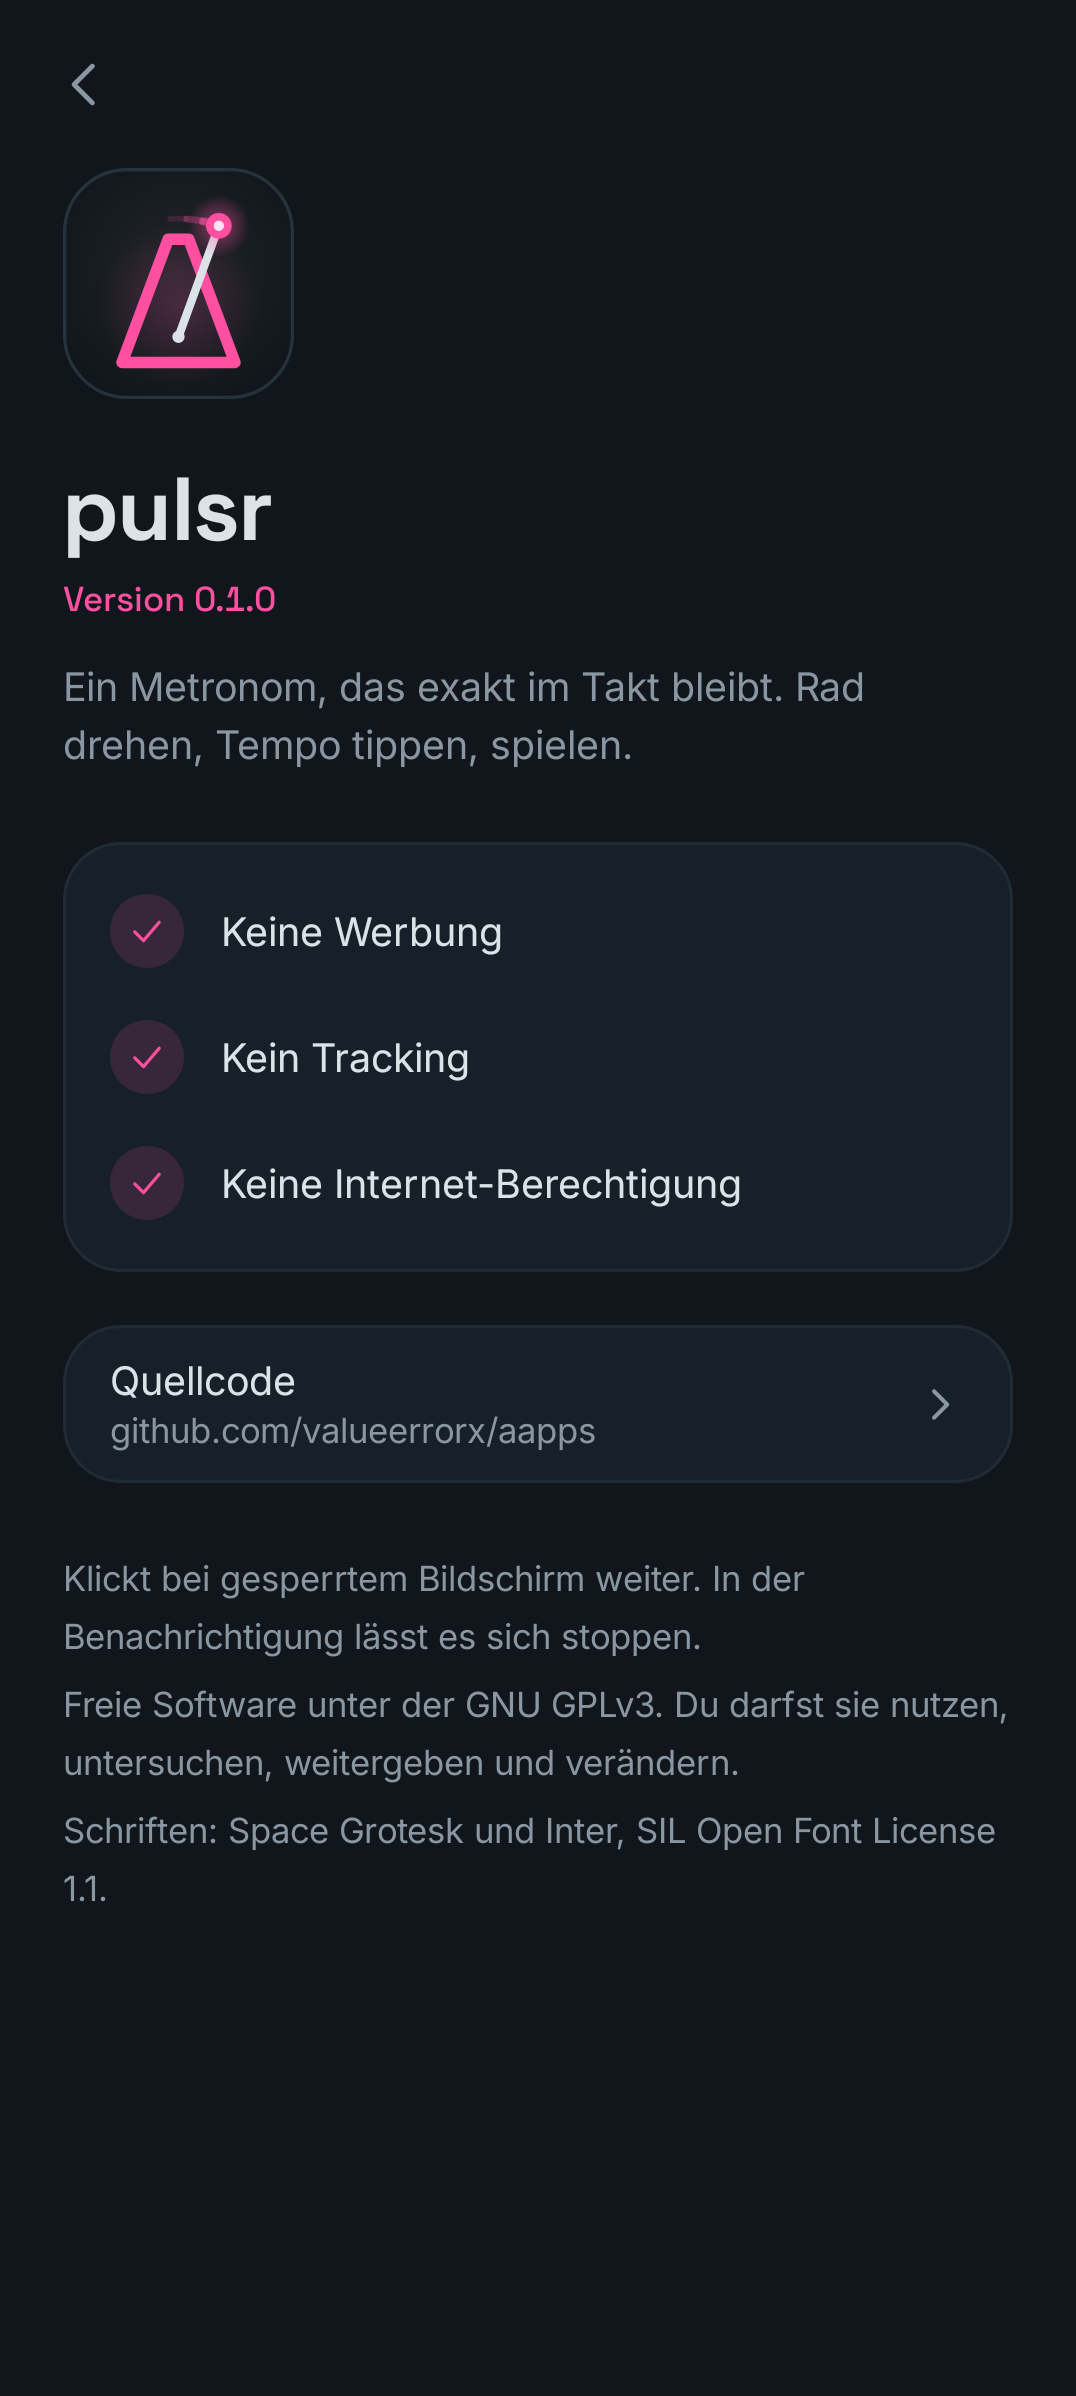 pulsr
Version 0.1.0
Ein Metronom, das exakt im Takt bleibt. Rad
drehen, Tempo tippen, spielen.
Keine Werbung
Kein Tracking
Keine Internet-Berechtigung
Quellcode
github.com/valueerrorx/aapps
Klickt bei gesperrtem Bildschirm weiter. In der
Benachrichtigung lässt es sich stoppen.
Freie Software unter der GNU GPLv3. Du darfst sie nutzen,
untersuchen, weitergeben und verändern.
Schriften: Space Grotesk und Inter, SIL Open Font License
1.1.